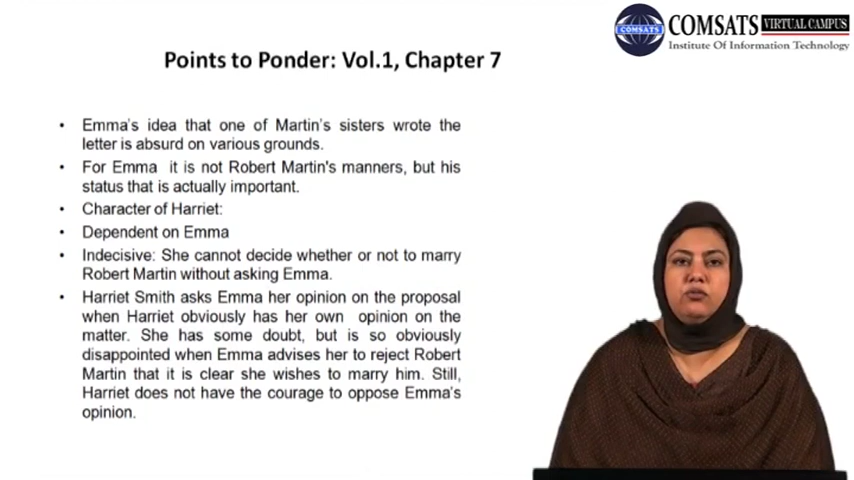 COMSATS VIRTUAL CAMPUS
Institute Of Information Technology
COMSATS
Points to Ponder: Vol.1, Chapter 7
• Emma's idea that one of Martin's sisters wrote the
letter is absurd on various grounds.
• For Emma it is not Robert Martin's manners, but his
status that is actually important.
• Character of Harriet:
• Dependent on Emma
• Indecisive: She cannot decide whether or not to marry
Robert Martin without asking Emma.
• Harriet Smith asks Emma her opinion on the proposal
when Harriet obviously has her own opinion on the
matter. She has some doubt, but is so obviously
disappointed when Emma advises her to reject Robert
Martin that it is clear she wishes to marry him. Still,
Harriet does not have the courage to oppose Emma's
opinion.